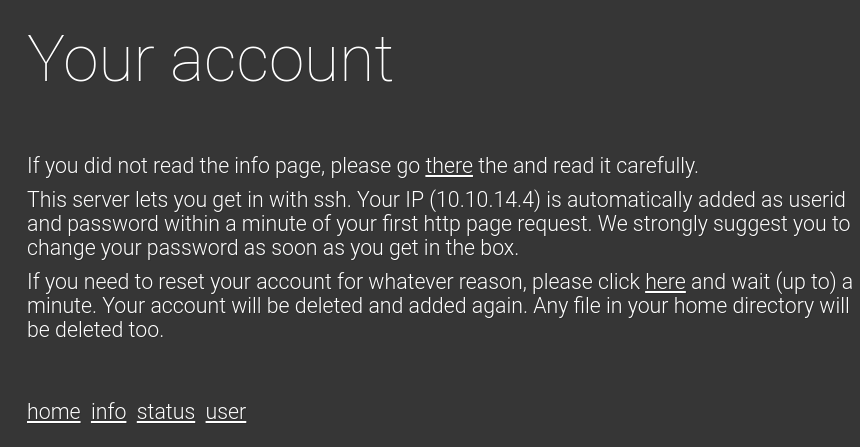 Your account
If you did not read the info page, please go there the and read it carefully.
This server lets you get in with ssh. Your IP (10.10.14.4) is automatically added as userid
and password within a minute of your first http page request. We strongly suggest you to
change your password as soon as you get in the box.
If you need to reset your account for whatever reason, please click here and wait (up to) a
minute. Your account will be deleted and added again. Any file in your home directory will
be deleted too.
home info status user